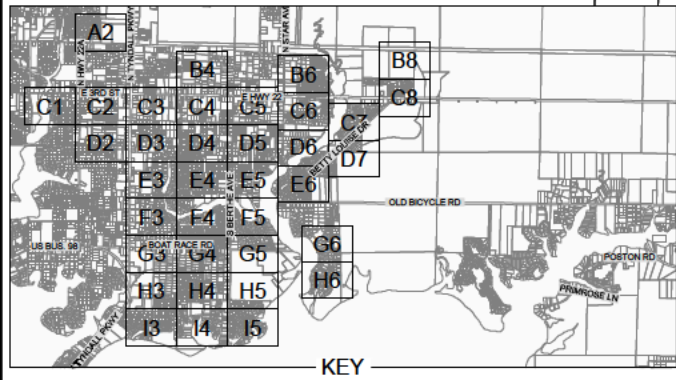 A2
N HWY 22A
N TYNDALL PKWY
N STAR AV
B4
B6
B8
E 3RD ST
E HWY 22
C1 C2 C3 C4 C5 C6 C7 C8
D2 D3 D4 D5 D6 D7
BETTY LOUISE DR
E3 E4 E5 E6
S BERTHE AVE
OLD BICYCLE RD
F3 F4 F5
US BUS. 98
BOAT RACE RD
G3 G4 G5 G6
POSTON RD
H3 H4 H5 H6
PRIMROSE LN
TYNDALL PKWY
I3 I4 I5
KEY